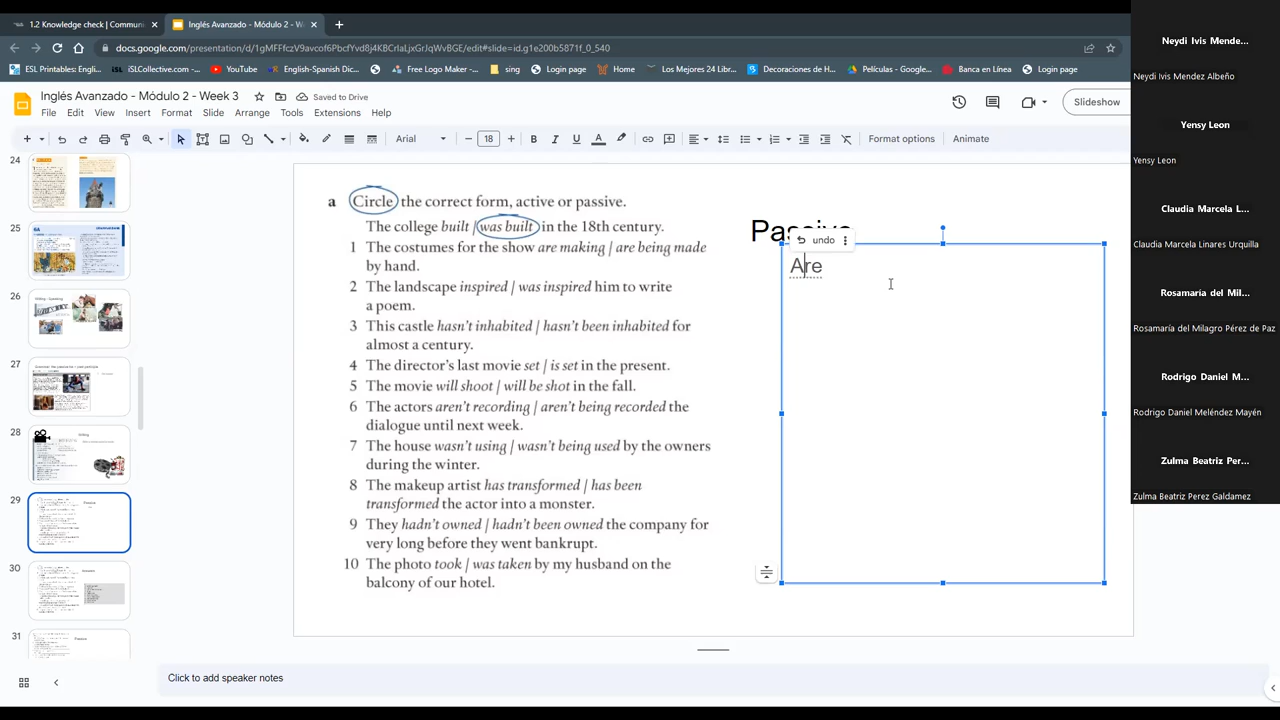 1.2 Knowledge check | Communi
Inglés Avanzado - Módulo 2 - We
docs.google.com/presentation/d/1gMFFfczV9avcof6PbcfYvd8j4KBCrlaLjxGrJqWvBGE/edit#slide=id.g1e200b5871f_0_540
ESL Printables: Engl...
iSLCollective.com -...
YouTube
English-Spanish Dic...
Free Logo Maker -...
sing
Login page
Home
Los Mejores 24 Libr...
Decoraciones de H...
Películas - Google...
Banca en Línea
Login page
Inglés Avanzado - Módulo 2 - Week 3
Saved to Drive
File Edit View Insert Format Slide Arrange Tools Extensions Help
Slideshow
Arial
18
Format options
Animate
24
25
26
27
28
29
30
31
a Circle the correct form, active or passive.
The college built / was built in the 18th century.
1 The costumes for the show are making / are being made
by hand.
2 The landscape inspired / was inspired him to write
a poem.
3 This castle hasn't inhabited / hasn't been inhabited for
almost a century.
4 The director's last movie set / is set in the present.
5 The movie will shoot / will be shot in the fall.
6 The actors aren't recording / aren't being recorded the
dialogue until next week.
7 The house wasn't using / wasn't being used by the owners
during the winter.
8 The makeup artist has transformed / has been
transformed the actor into a monster.
9 They hadn't owned / hadn't been owned the company for
very long before they went bankrupt.
10 The photo took / was taken by my husband on the
balcony of our hotel.
Passive
undo
Are
Click to add speaker notes
Neydi Ivis Mende...
Neydi Ivis Mendez Albeño
Yensy Leon
Yensy Leon
Claudia Marcela L...
Claudia Marcela Linares Urquilla
Rosamaria del Mil...
Rosamaría del Milagro Pérez de Paz
Rodrigo Daniel M...
Rodrigo Daniel Meléndez Mayén
Zulma Beatriz Per...
Zulma Beatriz Perez Galdamez